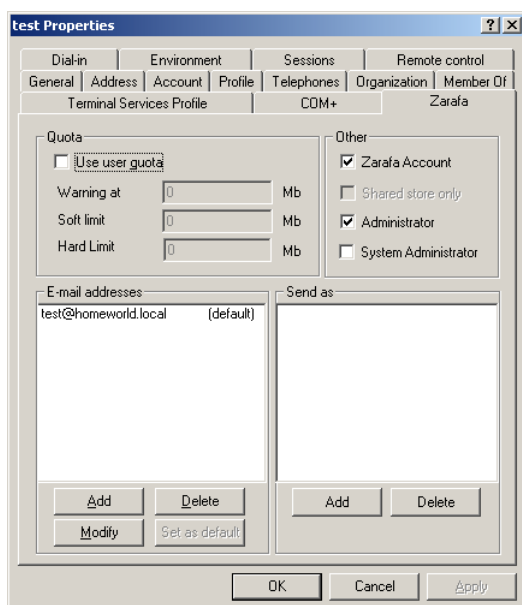 test Properties
Dial-in Environment Sessions Remote control
General Address Account Profile Telephones Organization Member Of
Terminal Services Profile COM+ Zarafa
Quota
Use user quota
Warning at 0 Mb
Soft limit 0 Mb
Hard Limit 0 Mb
Other
Zarafa Account
Shared store only
Administrator
System Administrator
E-mail addresses
test@homeworld.local (default)
Add Delete
Modify Set as default
Send as
Add Delete
OK Cancel Apply